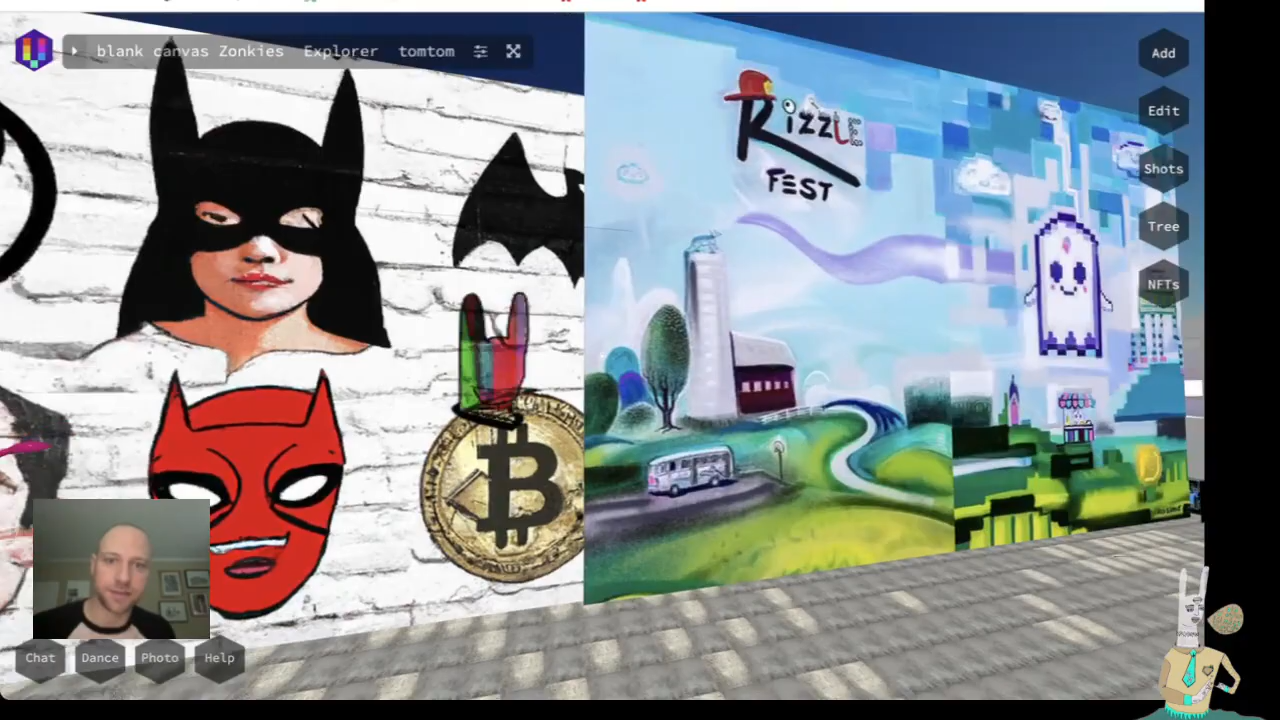 blank canvas Zonkies Explorer tomtom
Add
Edit
Shots
Tree
NFTs
RizzLE
FEST
Chat
Dance
Photo
Help